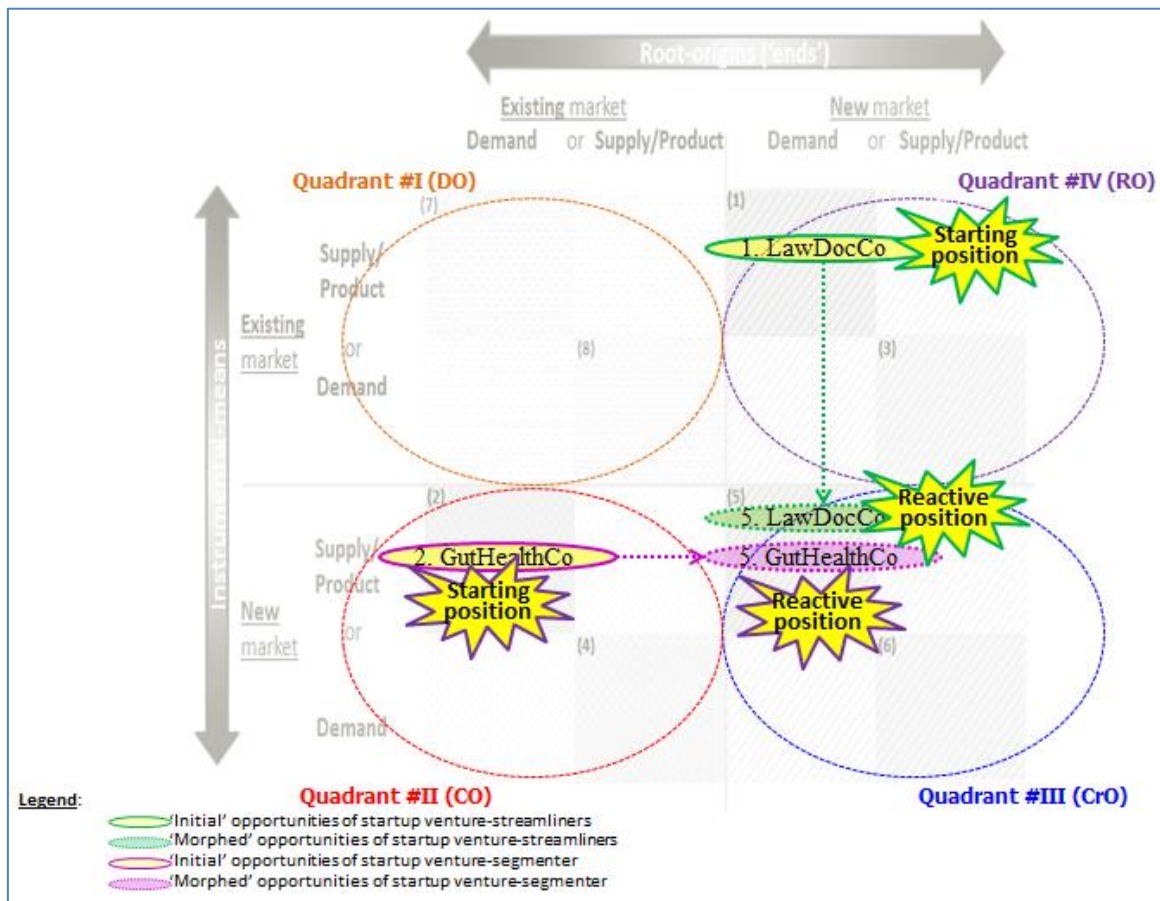 Root-origins ('ends')
Existing market
New market
Demand or Supply/Product
Demand or Supply/Product
Quadrant #I (DO)
Quadrant #IV (RO)
(7)
(1)
Supply/
Product
1. LawDocCo
Starting
position
Existing
market
or
(8)
(3)
Demand
Instrumental-means
(2)
(5)
Reactive
position
5. LawDocCo
Supply/
Product
2. GutHealthCo
5. GutHealthCo
Starting
position
Reactive
position
New
market
or
(4)
(6)
Demand
Quadrant #II (CO)
Quadrant #III (CrO)
Legend:
'Initial' opportunities of startup venture-streamliners
'Morphed' opportunities of startup venture-streamliners
'Initial' opportunities of startup venture-segmenter
'Morphed' opportunities of startup venture-segmenter